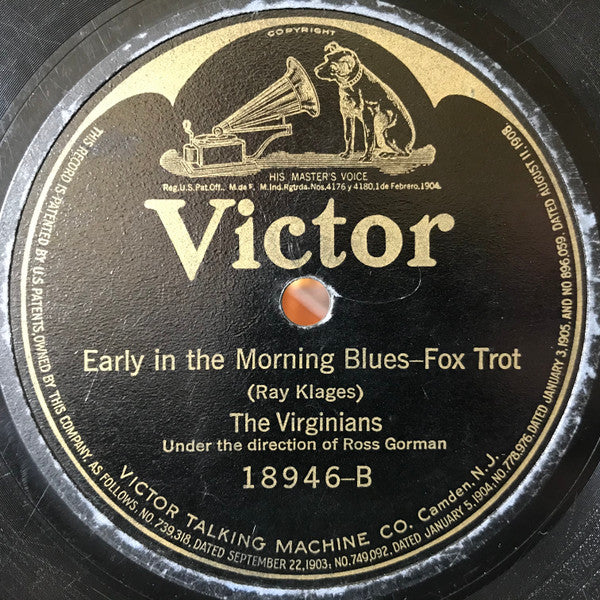 COPYRIGHT
HIS MASTER'S VOICE
Reg. U.S. Pat. Off. M. de F. M. Ind. Rgtrda. Nos. 4176 y 4180, 1 de Febrero, 1904
Victor
Early in the Morning Blues–Fox Trot
(Ray Klages)
The Virginians
Under the direction of Ross Gorman
18946–B
VICTOR TALKING MACHINE CO. Camden, N.J.
THIS RECORD IS PATENTED BY U.S. PATENTS, OWNED BY THIS COMPANY, AS FOLLOWS: NO. 739,318, DATED SEPTEMBER 22, 1903; NO. 749,092, DATED JANUARY 5, 1904; NO. 778,976, DATED JANUARY 3, 1905, AND NO 896,059, DATED AUGUST 11, 1908.